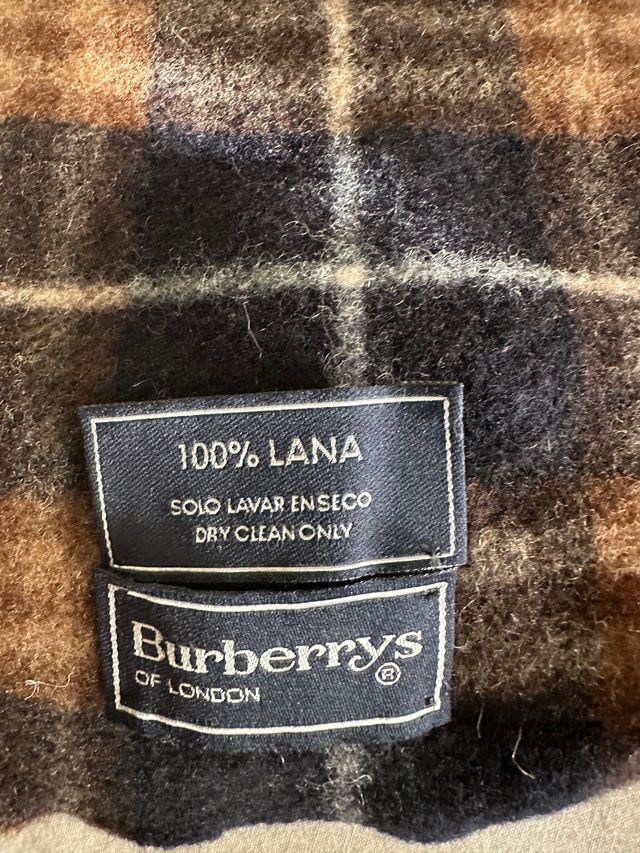 100% LANA
SOLO LAVAR EN SECO
DRY CLEAN ONLY
Burberrys®
OF LONDON